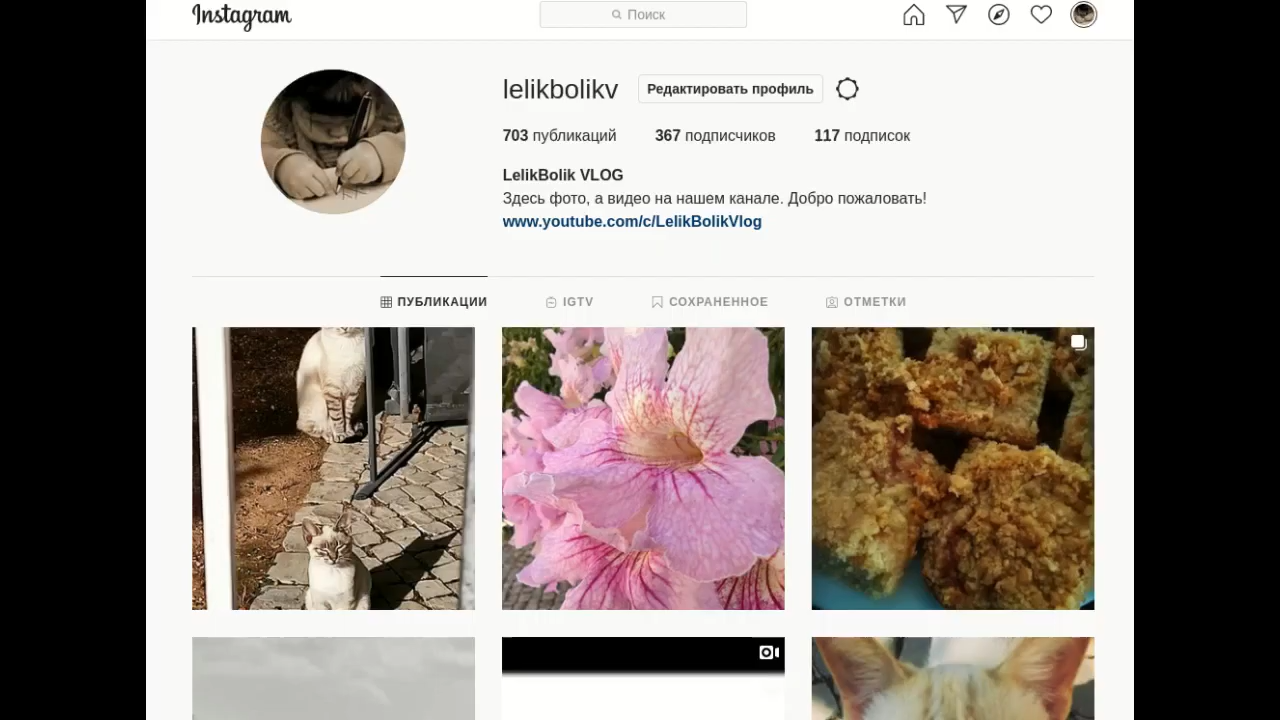 Instagram
Поиск
lelikbolikv
Редактировать профиль
703 публикаций 367 подписчиков 117 подписок
LelikBolik VLOG
Здесь фото, а видео на нашем канале. Добро пожаловать!
www.youtube.com/c/LelikBolikVlog
ПУБЛИКАЦИИ IGTV СОХРАНЕННОЕ ОТМЕТКИ